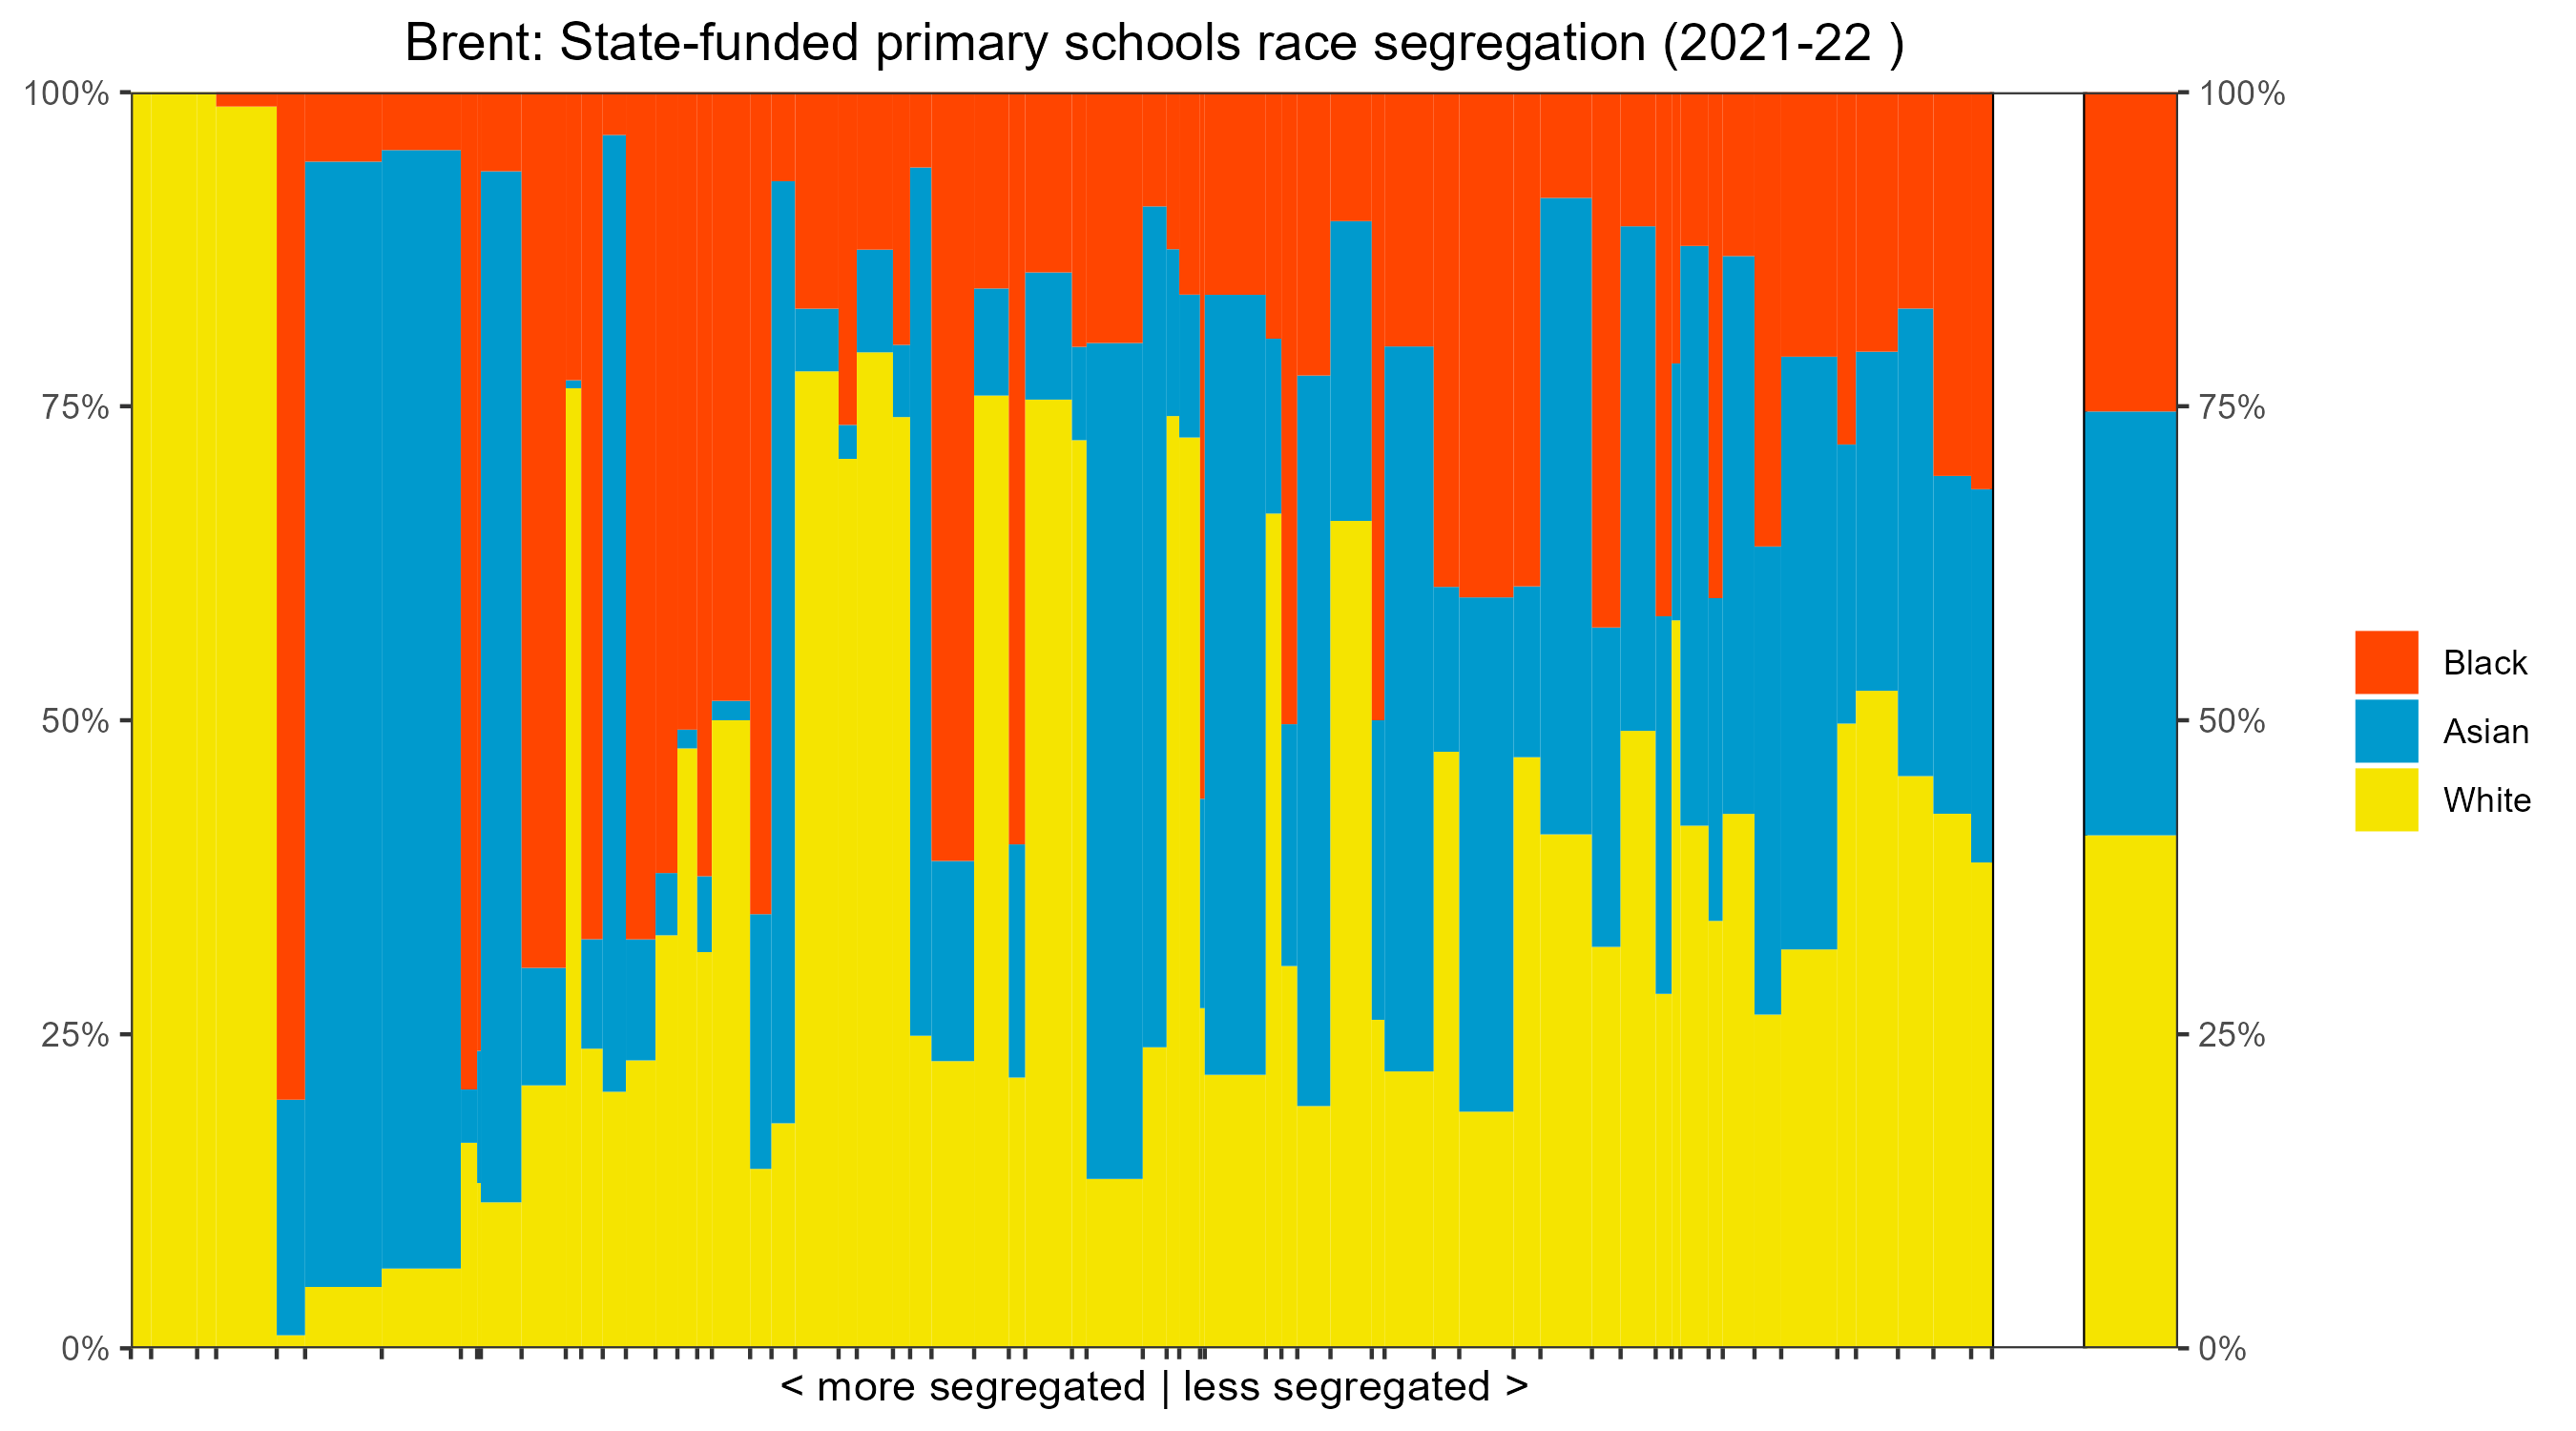 Brent: State-funded primary schools race segregation (2021-22 )
100%
75%
50%
25%
0%
100%
75%
50%
25%
0%
Black
Asian
White
< more segregated | less segregated >